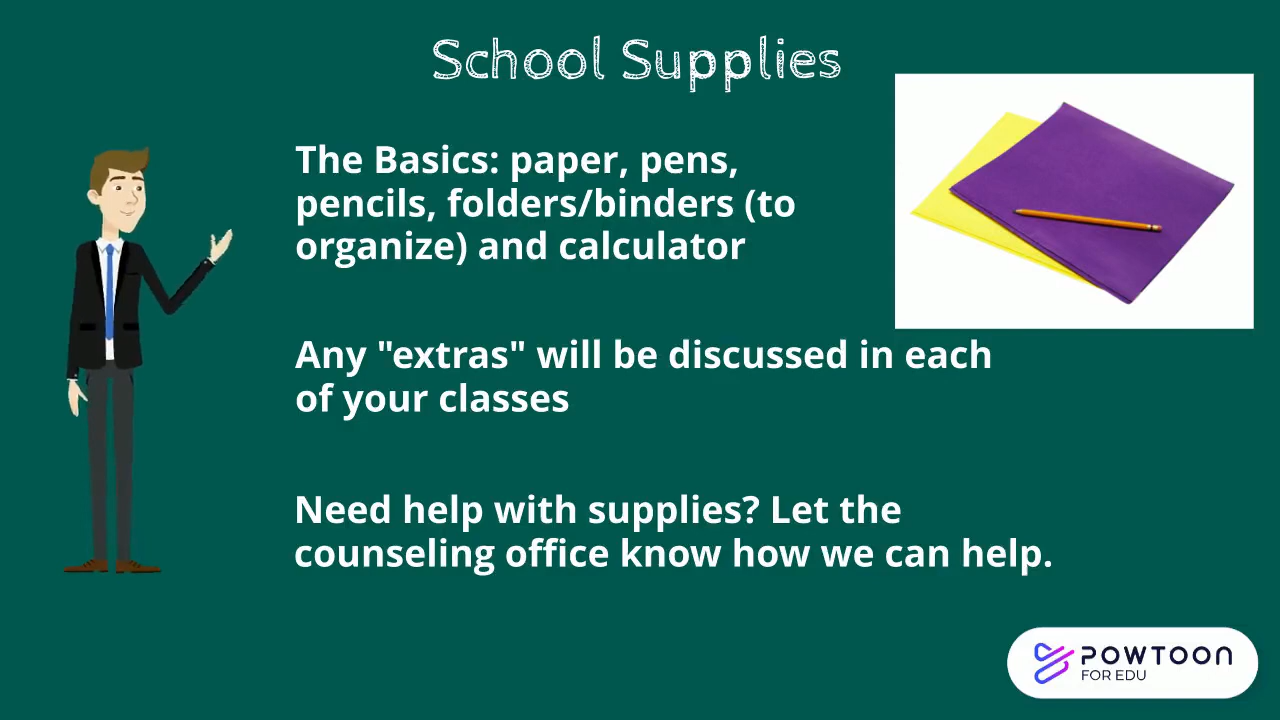 School Supplies
The Basics: paper, pens,
pencils, folders/binders (to
organize) and calculator
Any "extras" will be discussed in each
of your classes
Need help with supplies? Let the
counseling office know how we can help.
POWTOON
FOR EDU